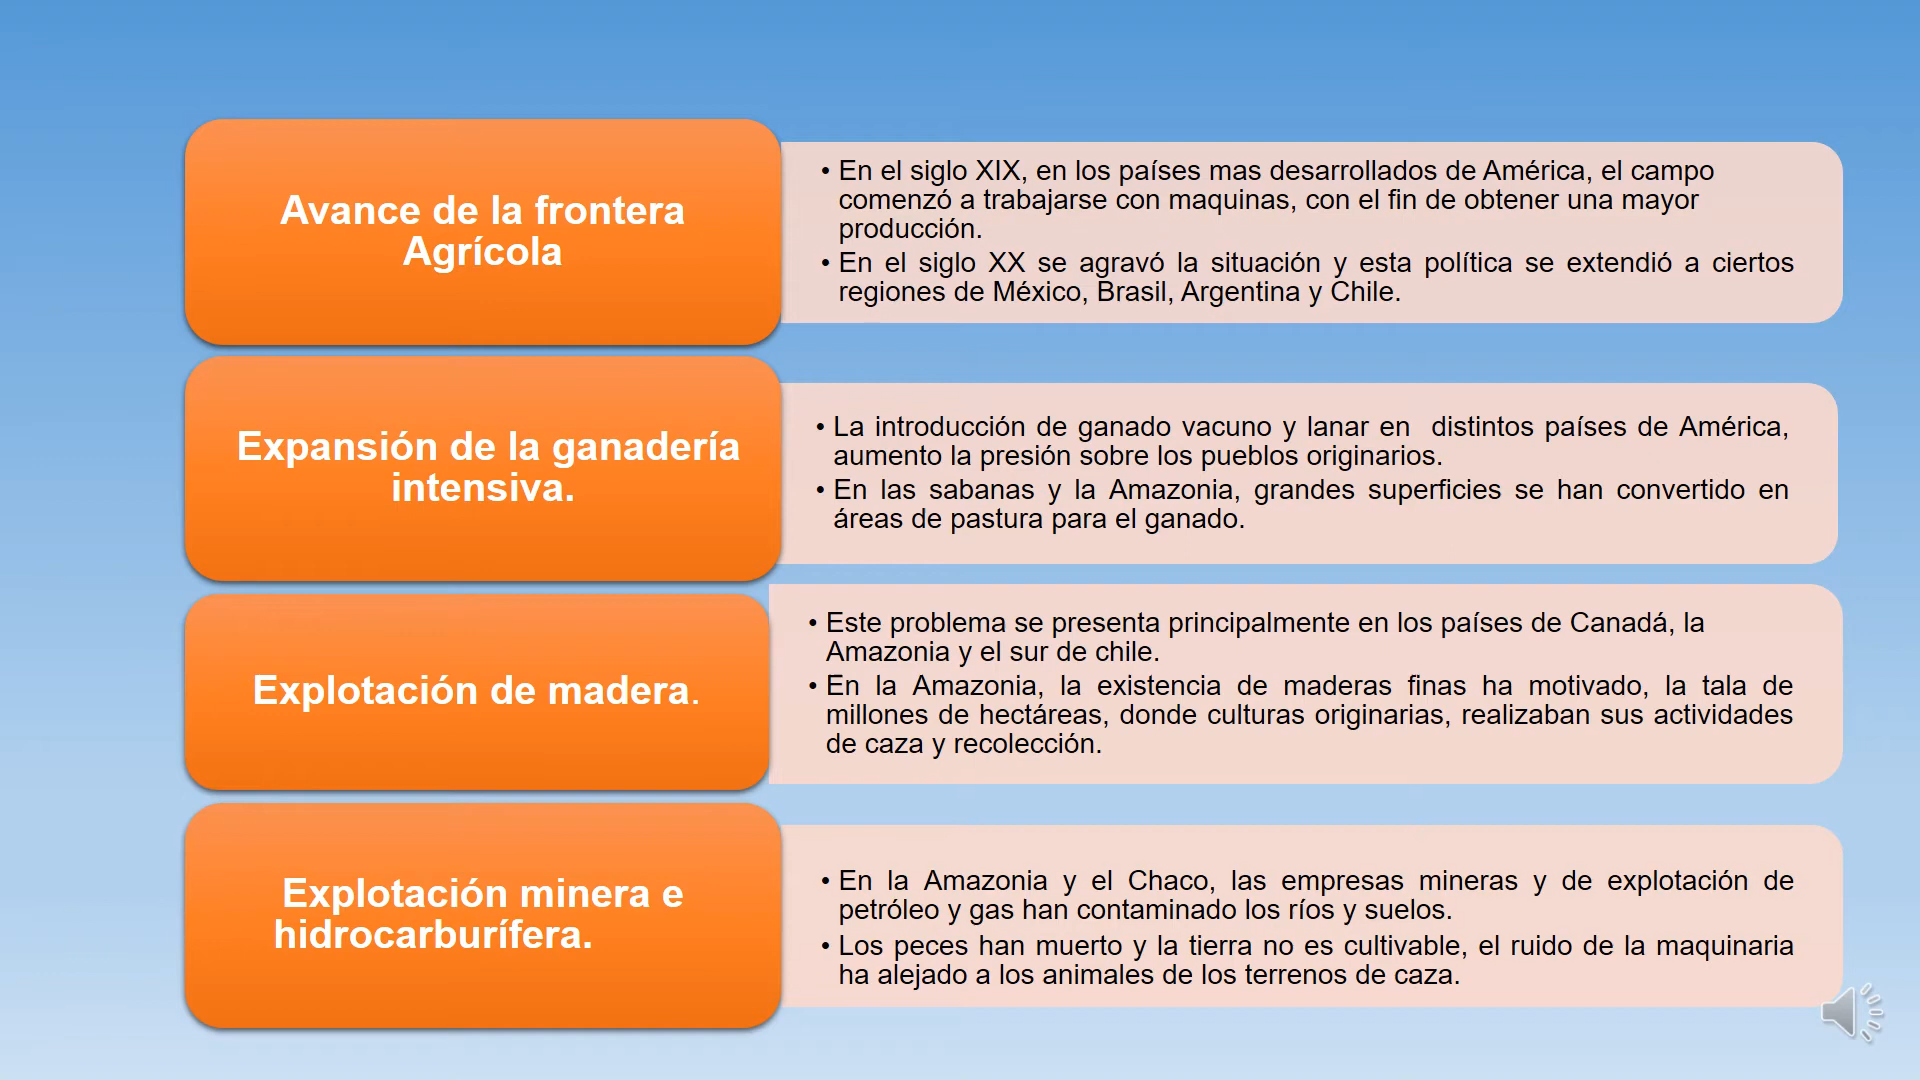 Avance de la frontera
Agrícola
• En el siglo XIX, en los países mas desarrollados de América, el campo
comenzó a trabajarse con maquinas, con el fin de obtener una mayor
producción.
• En el siglo XX se agravó la situación y esta política se extendió a ciertos
regiones de México, Brasil, Argentina y Chile.
Expansión de la ganadería
intensiva.
• La introducción de ganado vacuno y lanar en distintos países de América,
aumento la presión sobre los pueblos originarios.
• En las sabanas y la Amazonia, grandes superficies se han convertido en
áreas de pastura para el ganado.
Explotación de madera.
• Este problema se presenta principalmente en los países de Canadá, la
Amazonia y el sur de chile.
• En la Amazonia, la existencia de maderas finas ha motivado, la tala de
millones de hectáreas, donde culturas originarias, realizaban sus actividades
de caza y recolección.
Explotación minera e
hidrocarburífera.
• En la Amazonia y el Chaco, las empresas mineras y de explotación de
petróleo y gas han contaminado los ríos y suelos.
• Los peces han muerto y la tierra no es cultivable, el ruido de la maquinaria
ha alejado a los animales de los terrenos de caza.